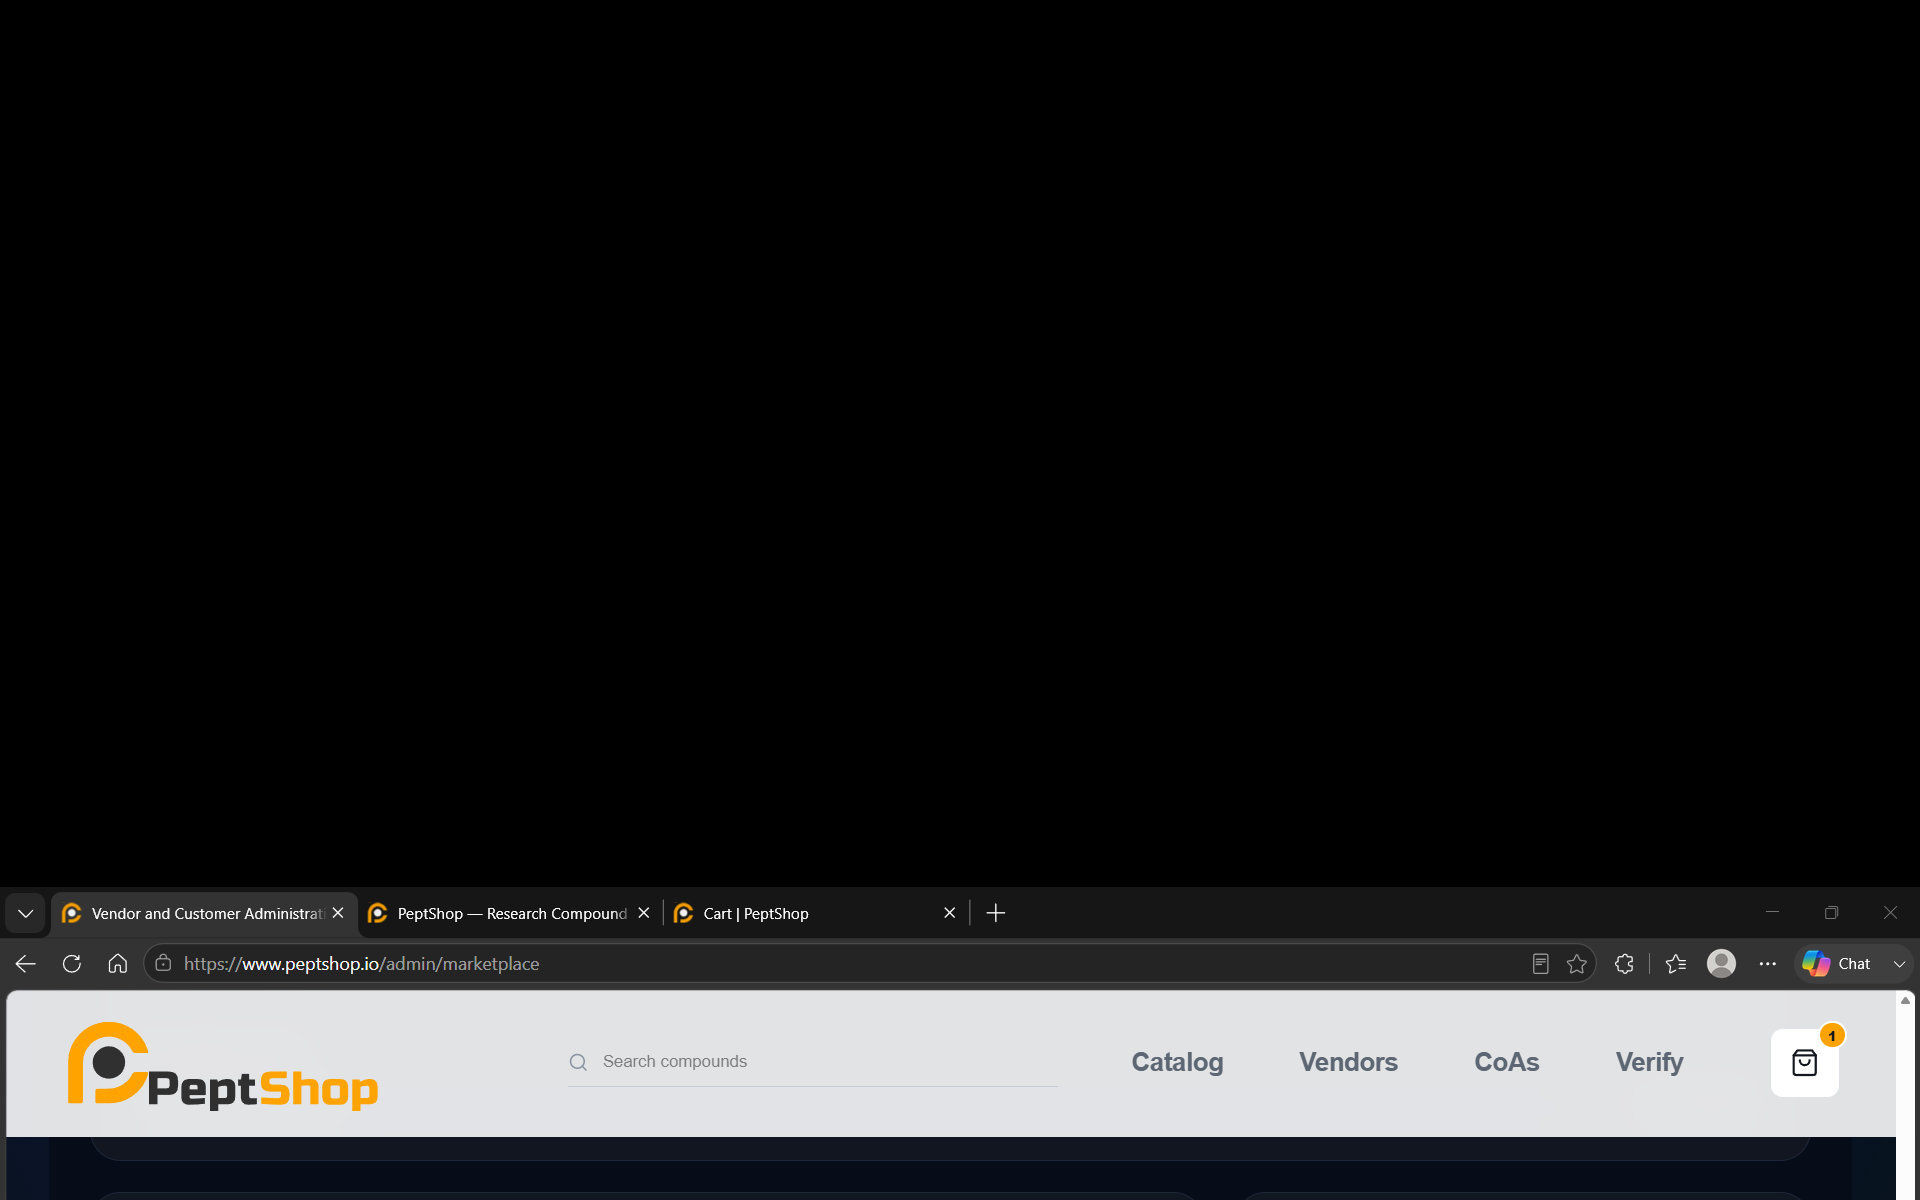 Vendor and Customer Administrati
PeptShop — Research Compound
Cart | PeptShop
https://www.peptshop.io/admin/marketplace
Chat
PeptShop
Search compounds
Catalog
Vendors
CoAs
Verify
1